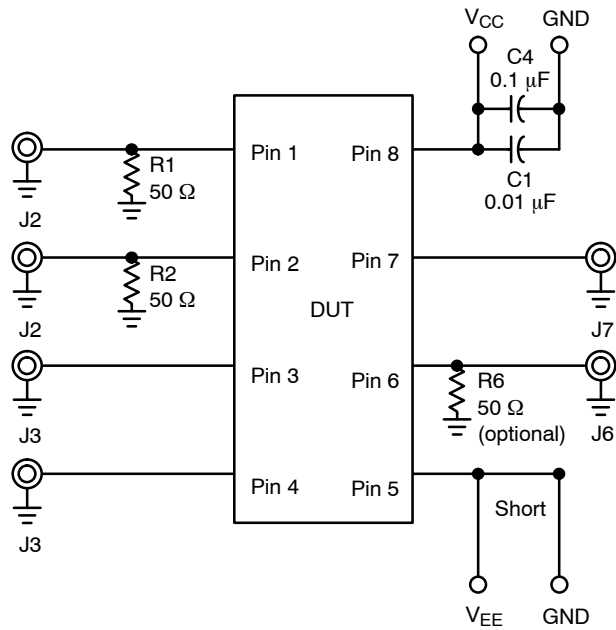 V_CC
GND
C4
0.1 μF
Pin 1
Pin 8
R1
50 Ω
C1
0.01 μF
J2
Pin 2
Pin 7
R2
50 Ω
DUT
J2
J7
Pin 3
Pin 6
R6
50 Ω
(optional)
J3
J6
Pin 4
Pin 5
Short
J3
V_EE
GND